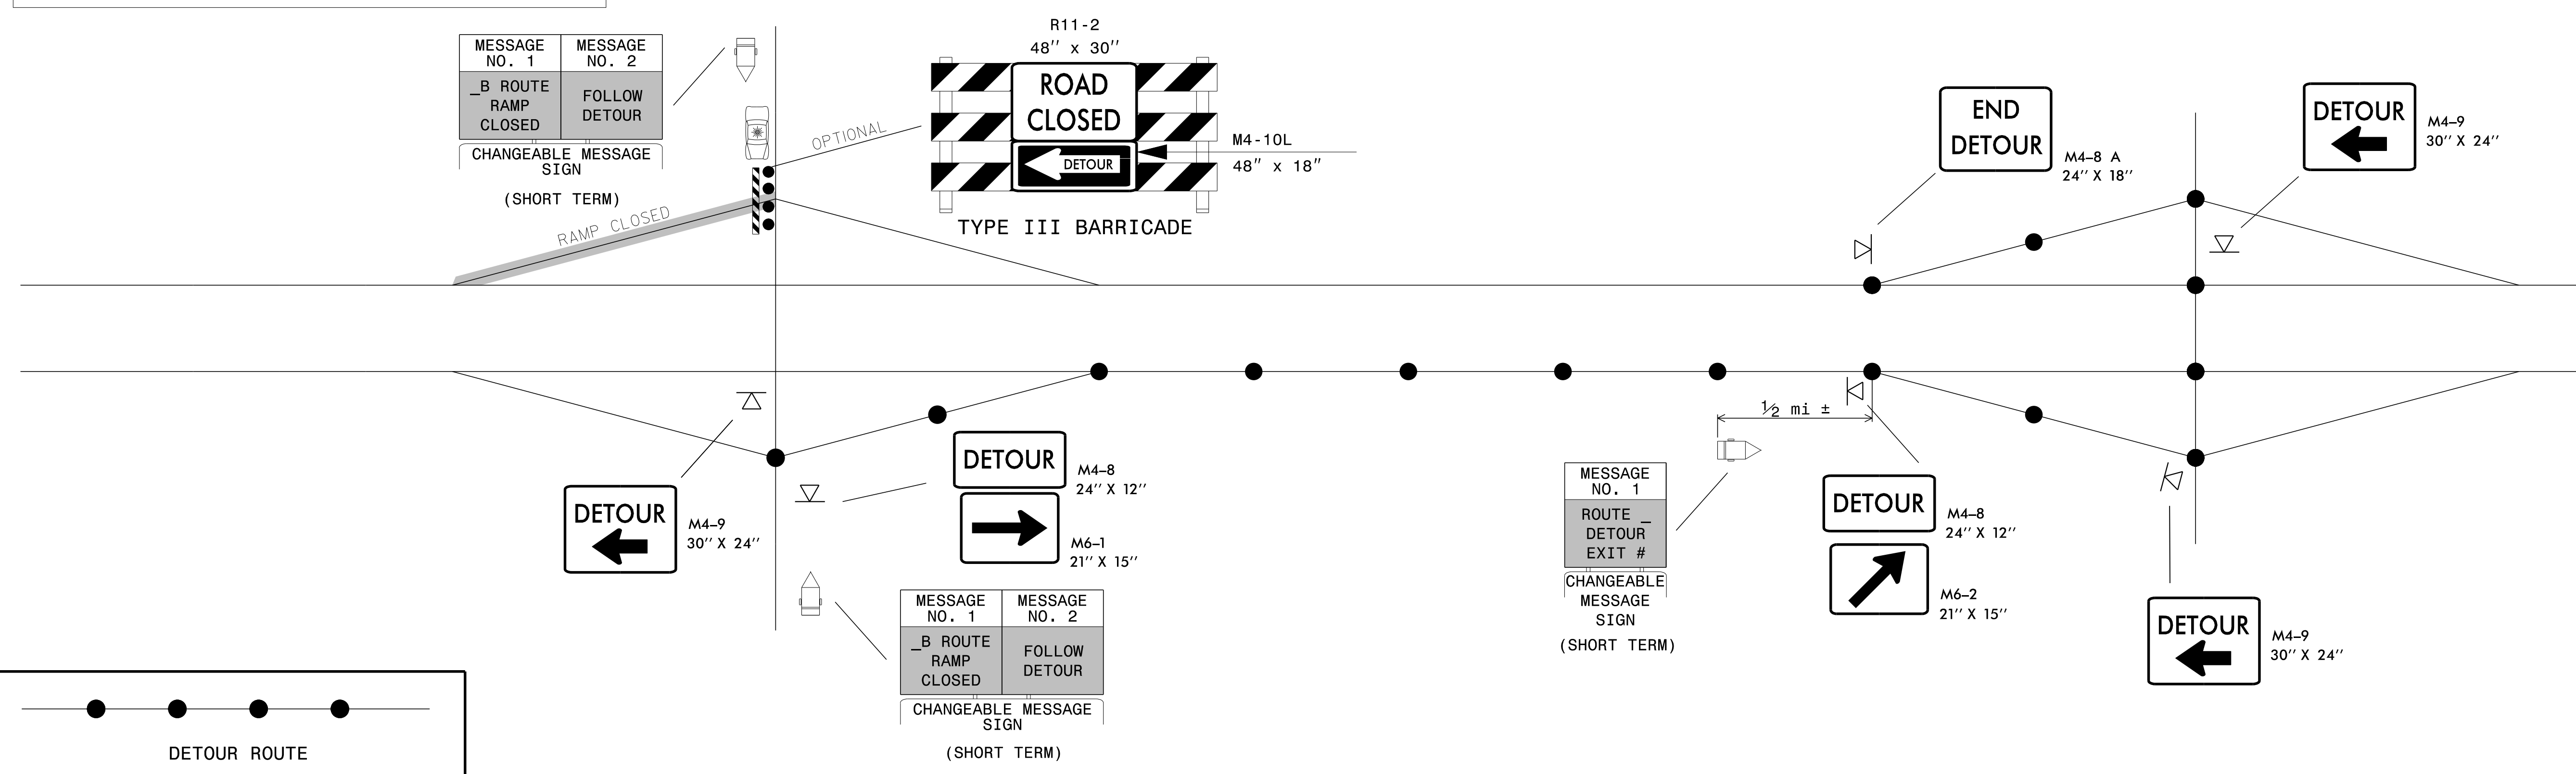 MESSAGE NO. 1
MESSAGE NO. 2
_B ROUTE RAMP CLOSED
FOLLOW DETOUR
CHANGEABLE MESSAGE
SIGN
(SHORT TERM)
RAMP CLOSED
OPTIONAL
R11-2
48" x 30"
ROAD
CLOSED
DETOUR
M4-10L
48" x 18"
TYPE III BARRICADE
END
DETOUR
M4-8 A
24" X 18"
DETOUR
M4-9
30" X 24"
DETOUR
M4-9
30" X 24"
DETOUR
M4-8
24" X 12"
M6-1
21" X 15"
MESSAGE NO. 1
MESSAGE NO. 2
_B ROUTE RAMP CLOSED
FOLLOW DETOUR
CHANGEABLE MESSAGE
SIGN
(SHORT TERM)
1/2 mi ±
MESSAGE
NO. 1
ROUTE _
DETOUR
EXIT #
CHANGEABLE
MESSAGE
SIGN
(SHORT TERM)
DETOUR
M4-8
24" X 12"
M6-2
21" X 15"
DETOUR
M4-9
30" X 24"
DETOUR ROUTE